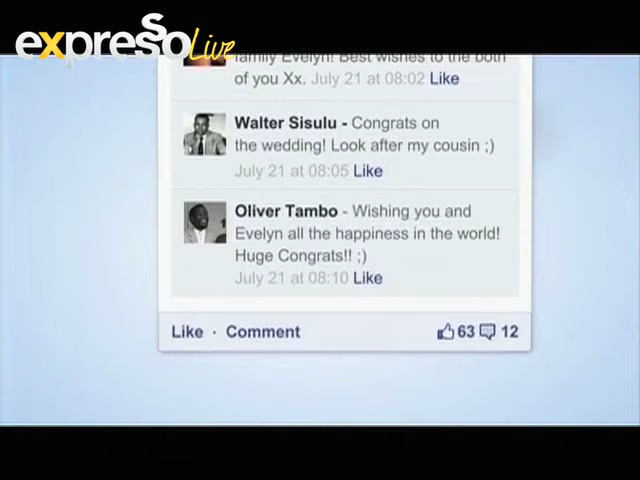 expresso Live
family Evelyn! Best wishes to the both
of you Xx. July 21 at 08:02 Like
Walter Sisulu - Congrats on
the wedding! Look after my cousin ;)
July 21 at 08:05 Like
Oliver Tambo - Wishing you and
Evelyn all the happiness in the world!
Huge Congrats!! ;)
July 21 at 08:10 Like
Like · Comment 63 12